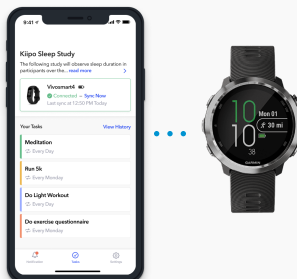 9:41
Kiipo Sleep Study
The following study will observe sleep duration in
participants over the... read more
Vivosmart4
Connected - Sync Now
Last sync at 12:50 PM Today
Your Tasks View History
Meditation
Every Day
Run 5k
Every Monday
Do Light Workout
Every Day
Do exercise questionnaire
Every Monday
Tasks
Settings
10
10
38
Mon 01
30 mi
GARMIN